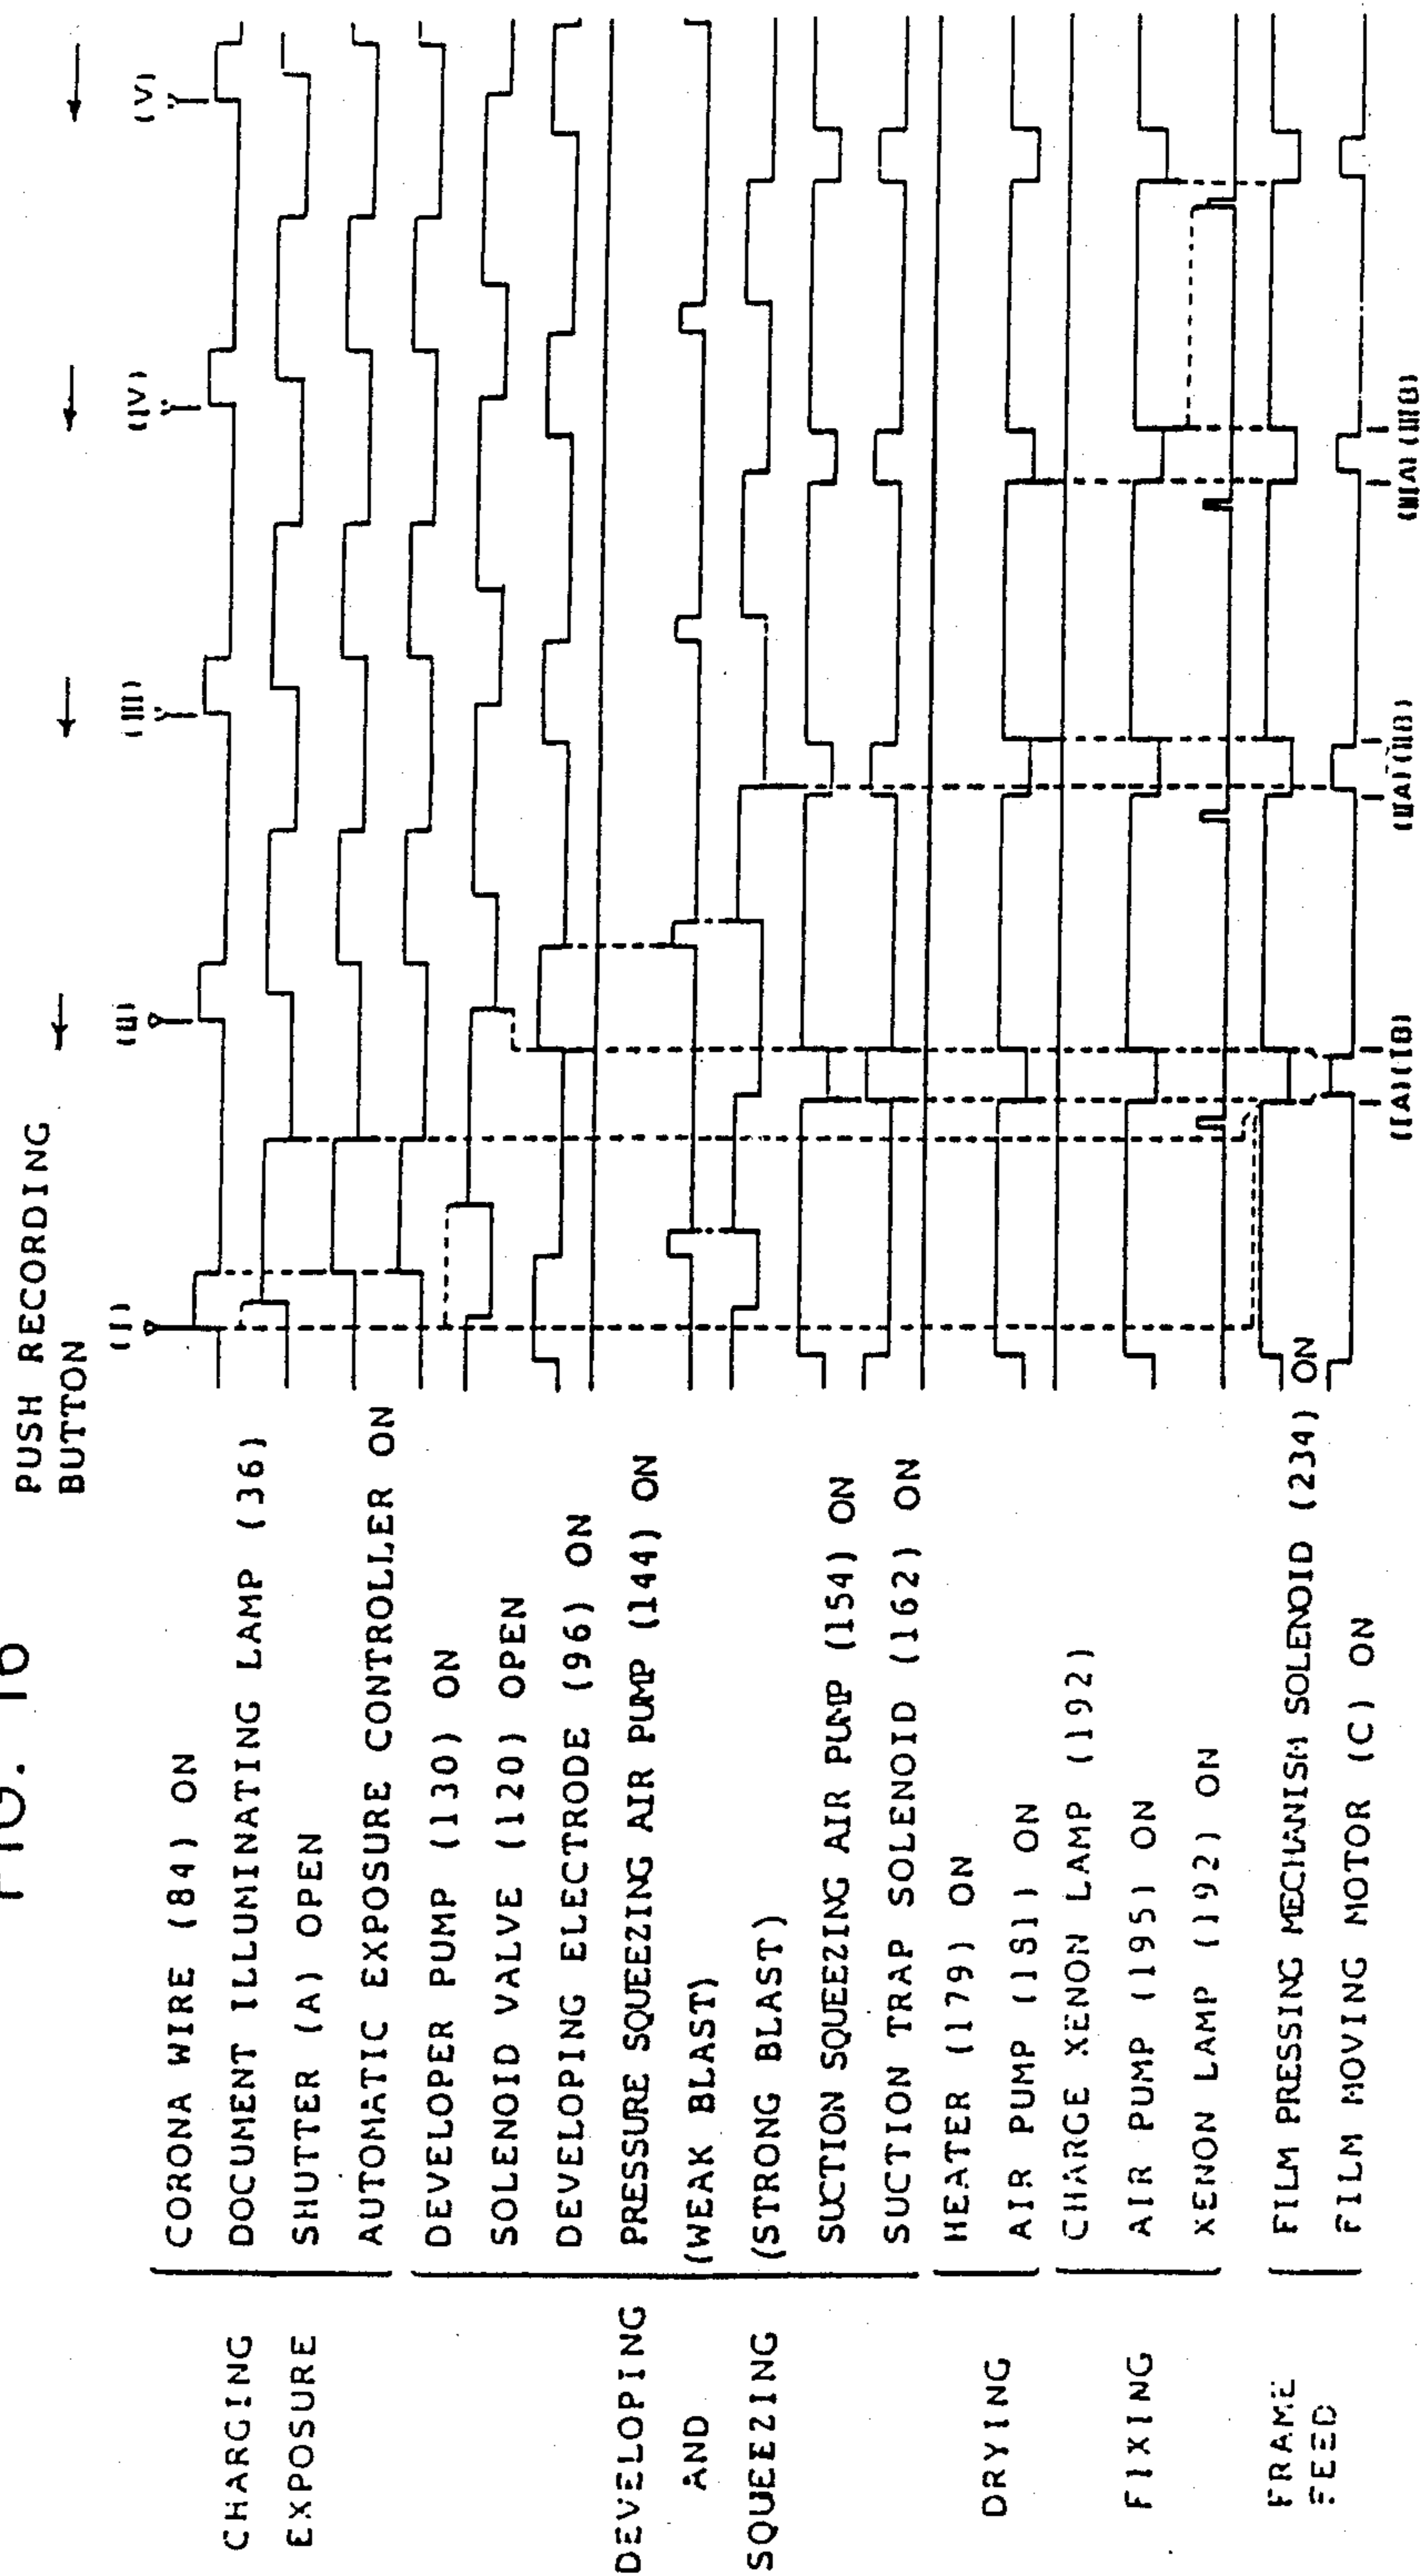 FIG. 16
PUSH RECORDING
BUTTON
(I)
(II)
(III)
(IV)
(V)
CHARGING
EXPOSURE
CORONA WIRE (84) ON
DOCUMENT ILLUMINATING LAMP (36)
SHUTTER (A) OPEN
AUTOMATIC EXPOSURE CONTROLLER ON
DEVELOPING
AND
SQUEEZING
DEVELOPER PUMP (130) ON
SOLENOID VALVE (120) OPEN
DEVELOPING ELECTRODE (96) ON
PRESSURE SQUEEZING AIR PUMP (144) ON
(WEAK BLAST)
(STRONG BLAST)
SUCTION SQUEEZING AIR PUMP (154) ON
SUCTION TRAP SOLENOID (162) ON
DRYING
HEATER (179) ON
AIR PUMP (181) ON
FIXING
CHARGE XENON LAMP (192)
AIR PUMP (195) ON
XENON LAMP (192) ON
FRAME
FEED
FILM PRESSING MECHANISM SOLENOID (234) ON
FILM MOVING MOTOR (C) ON
(IA)(IB)
(IIA)(IIB)
(IIIA)(IIIB)